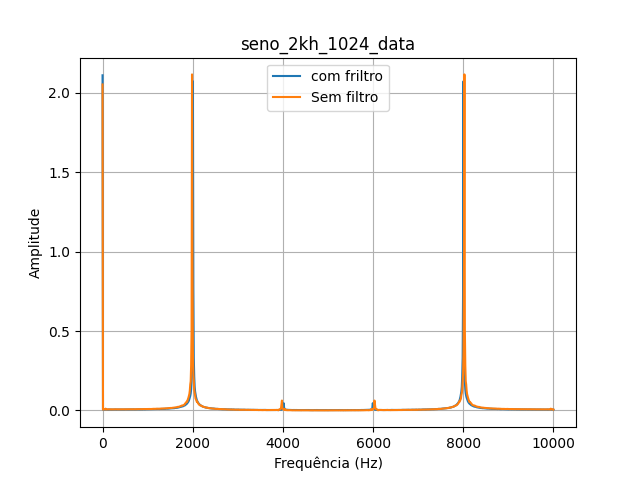 seno_2kh_1024_data
com friltro
Sem filtro
2.0
1.5
1.0
0.5
0.0
Amplitude
0 2000 4000 6000 8000 10000
Frequência (Hz)